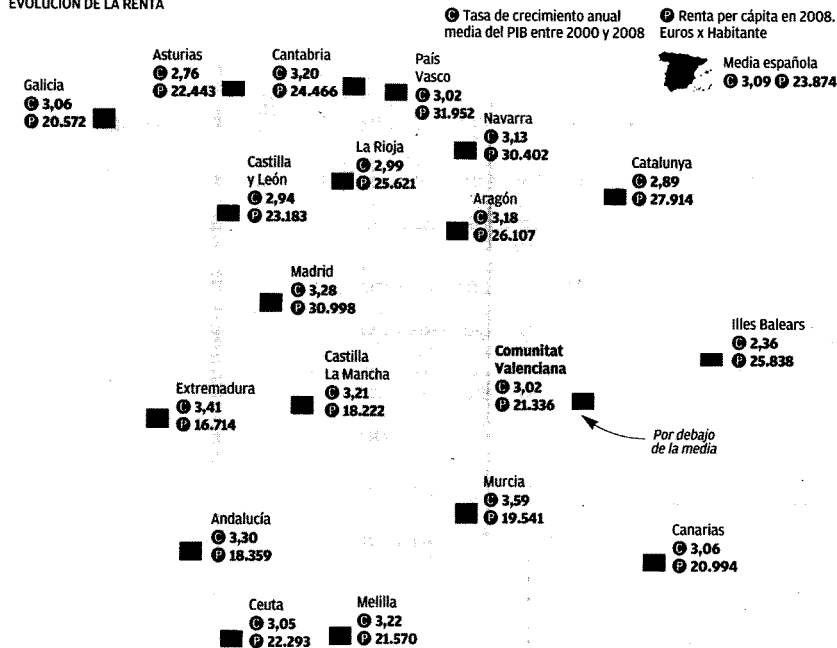 EVOLUCIÓN DE LA RENTA
C Tasa de crecimiento anual
media del PIB entre 2000 y 2008
P Renta per cápita en 2008.
Euros x Habitante
Media española
C 3,09 P 23.874
Galicia
C 3,06
P 20.572
Asturias
C 2,76
P 22.443
Cantabria
C 3,20
P 24.466
País
Vasco
C 3,02
P 31.952
Navarra
C 3,13
P 30.402
La Rioja
C 2,99
P 25.621
Castilla
y León
C 2,94
P 23.183
Aragón
C 3,18
P 26.107
Catalunya
C 2,89
P 27.914
Madrid
C 3,28
P 30.998
Illes Balears
C 2,36
P 25.838
Castilla
La Mancha
C 3,21
P 18.222
Comunitat
Valenciana
C 3,02
P 21.336
Por debajo
de la media
Extremadura
C 3,41
P 16.714
Murcia
C 3,59
P 19.541
Andalucía
C 3,30
P 18.359
Canarias
C 3,06
P 20.994
Ceuta
C 3,05
P 22.293
Melilla
C 3,22
P 21.570